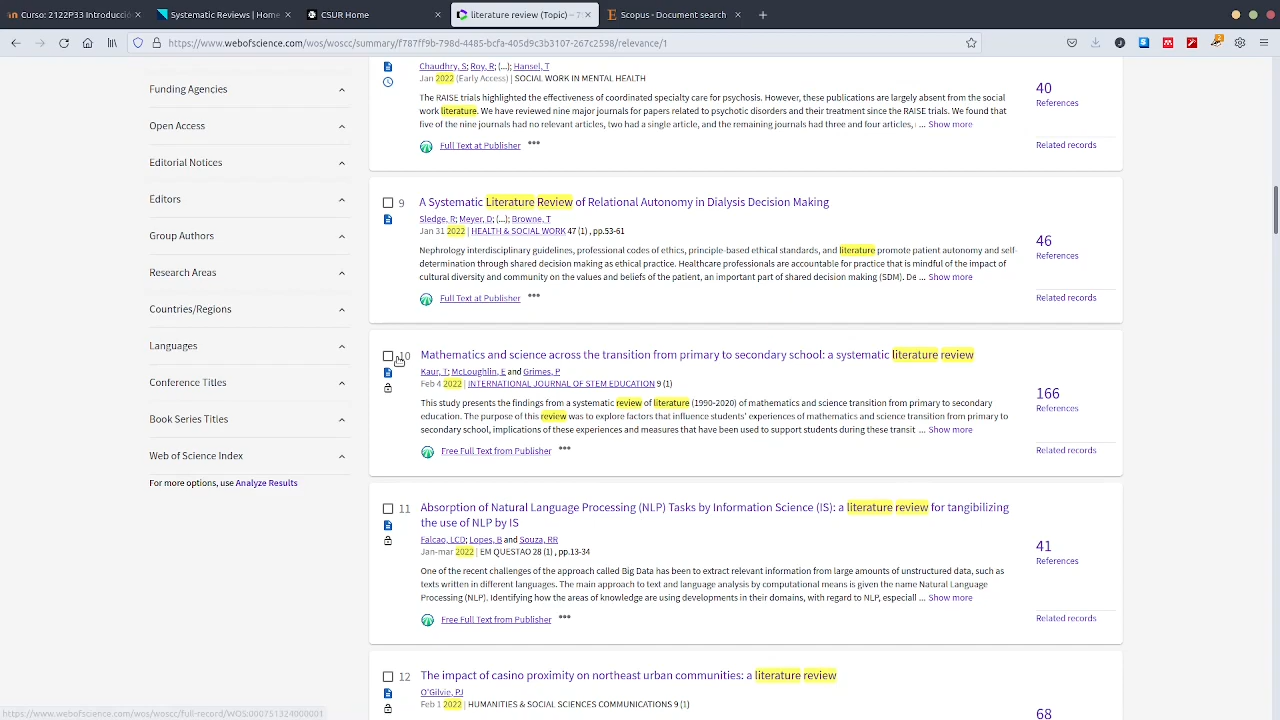 Curso: 2122P33 Introducció
Systematic Reviews | Home
CSUR Home
literature review (Topic) – 7
Scopus - Document search
https://www.webofscience.com/wos/woscc/summary/f787ff9b-798d-4485-bcfa-405d9c3b3107-267c2598/relevance/1
Funding Agencies
Open Access
Editorial Notices
Editors
Group Authors
Research Areas
Countries/Regions
Languages
Conference Titles
Book Series Titles
Web of Science Index
For more options, use Analyze Results
Chaudhry, S; Roy, R; (...); Hansel, T
Jan 2022 (Early Access) | SOCIAL WORK IN MENTAL HEALTH
The RAISE trials highlighted the effectiveness of coordinated specialty care for psychosis. However, these publications are largely absent from the social
work literature. We have reviewed nine major journals for papers related to psychotic disorders and their treatment since the RAISE trials. We found that
five of the nine journals had no relevant articles, two had a single article, and the remaining journals had three and four articles, ... Show more
Full Text at Publisher
40
References
Related records
9
A Systematic Literature Review of Relational Autonomy in Dialysis Decision Making
Sledge, R; Meyer, D; (...); Browne, T
Jan 31 2022 | HEALTH & SOCIAL WORK 47 (1) , pp.53-61
Nephrology interdisciplinary guidelines, professional codes of ethics, principle-based ethical standards, and literature promote patient autonomy and self-
determination through shared decision making as ethical practice. Healthcare professionals are accountable for practice that is mindful of the impact of
cultural diversity and community on the values and beliefs of the patient, an important part of shared decision making (SDM). De ... Show more
Full Text at Publisher
46
References
Related records
10
Mathematics and science across the transition from primary to secondary school: a systematic literature review
Kaur, T; McLoughlin, E and Grimes, P
Feb 4 2022 | INTERNATIONAL JOURNAL OF STEM EDUCATION 9 (1)
This study presents the findings from a systematic review of literature (1990-2020) of mathematics and science transition from primary to secondary
education. The purpose of this review was to explore factors that influence students' experiences of mathematics and science transition from primary to
secondary school, implications of these experiences and measures that have been used to support students during these transit ... Show more
Free Full Text from Publisher
166
References
Related records
11
Absorption of Natural Language Processing (NLP) Tasks by Information Science (IS): a literature review for tangibilizing
the use of NLP by IS
Falcao, LCD; Lopes, B and Souza, RR
Jan-mar 2022 | EM QUESTAO 28 (1) , pp.13-34
One of the recent challenges of the approach called Big Data has been to extract relevant information from large amounts of unstructured data, such as
texts written in different languages. The main approach to text and language analysis by computational means is given the name Natural Language
Processing (NLP). Identifying how the areas of knowledge are using developments in their domains, with regard to NLP, especiall ... Show more
Free Full Text from Publisher
41
References
Related records
12
The impact of casino proximity on northeast urban communities: a literature review
O'Gilvie, PJ
Feb 1 2022 | HUMANITIES & SOCIAL SCIENCES COMMUNICATIONS 9 (1)
68
https://www.webofscience.com/wos/woscc/full-record/WOS:000751324000001